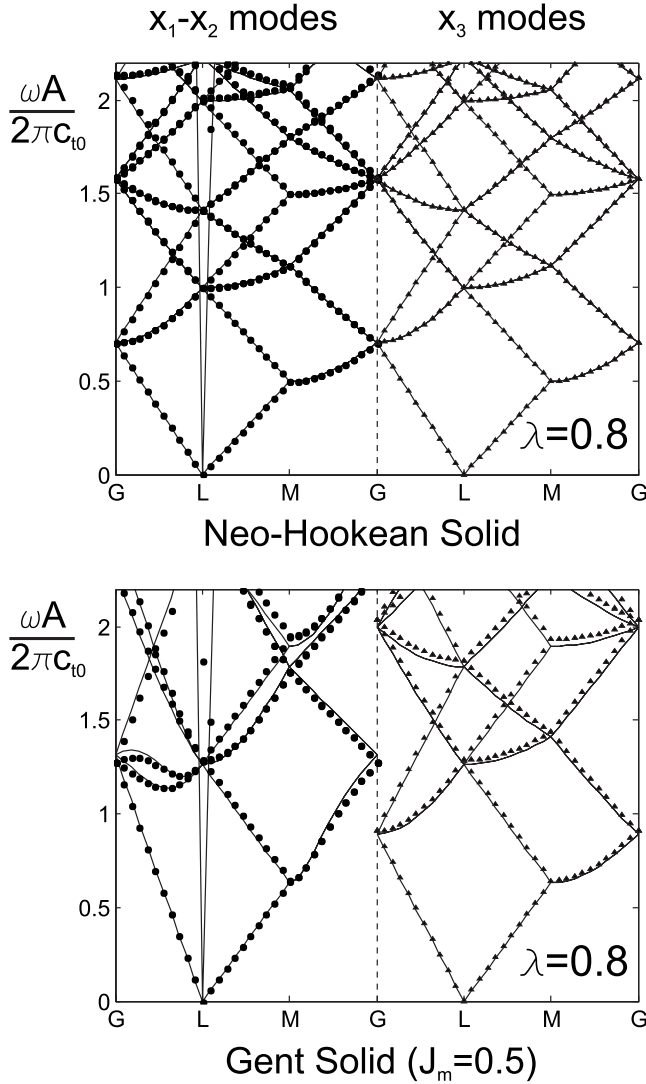 x₁-x₂ modes
x₃ modes
ωA
2πcₜ₀
2
1.5
1
0.5
0
λ=0.8
G L M G L M G
Neo-Hookean Solid
ωA
2πcₜ₀
2
1.5
1
0.5
0
λ=0.8
G L M G L M G
Gent Solid (Jₘ=0.5)